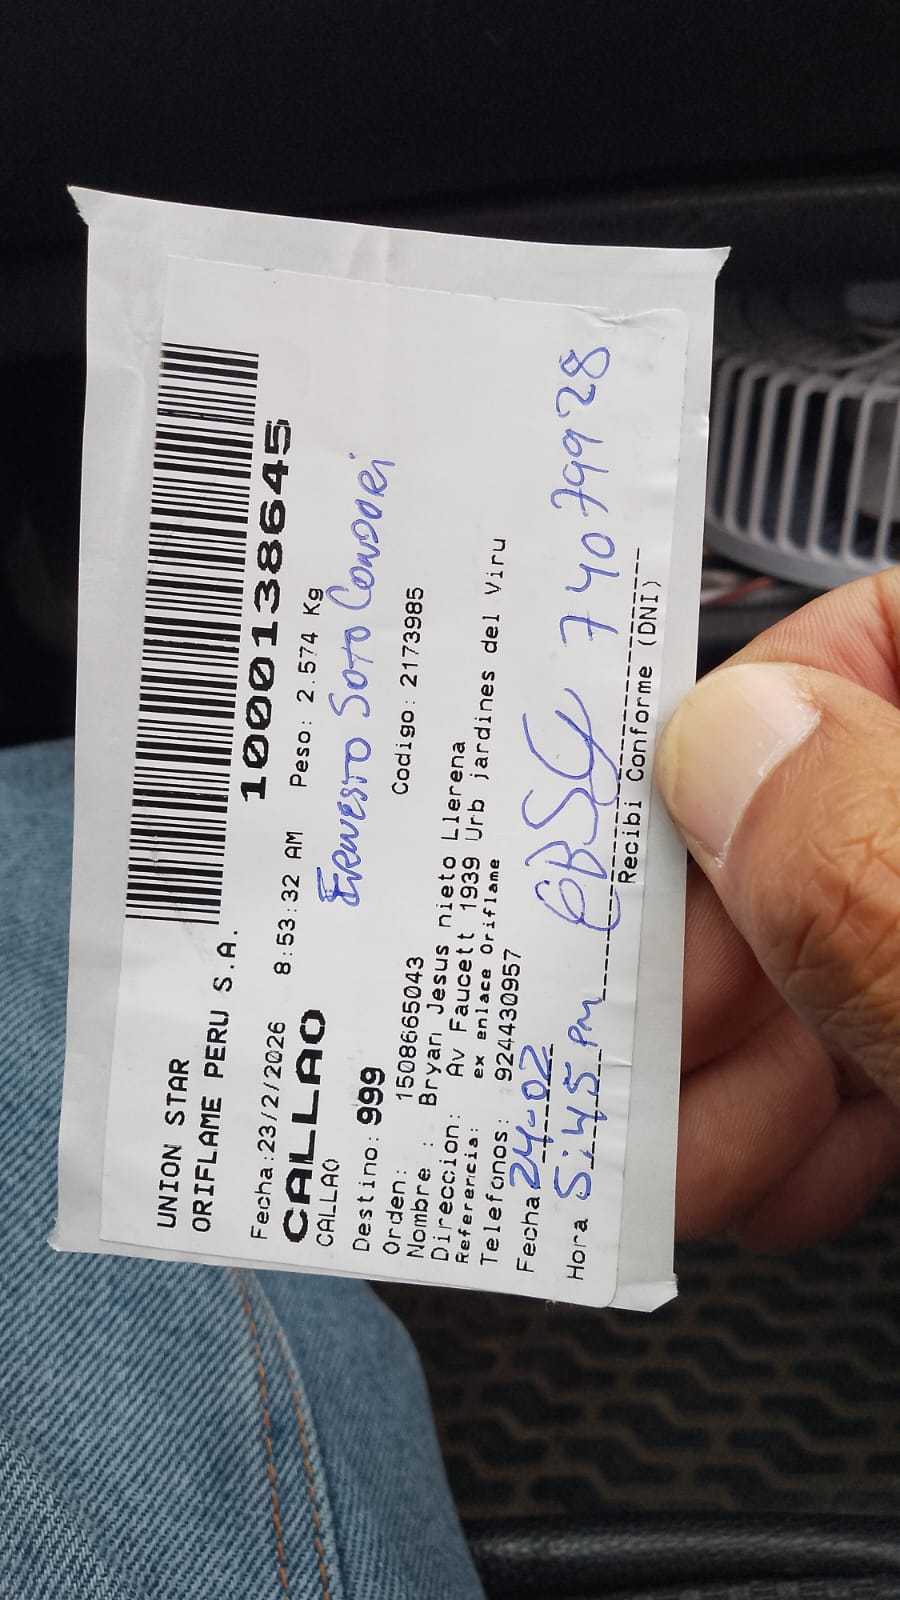 UNION STAR
ORIFLAME PERU S.A.
1000138645
Fecha:23/2/2026 8:53:32 AM Peso: 2.574 Kg
CALLAO
CALLAO
ERNESTO SOTO CONDORI
Destino: 999
Orden: 1508665043 Codigo: 2173985
Nombre : Bryan Jesus nieto Llerena
Direccion: Av Faucett 1939 Urb jardines del Viru
Referencia: ex enlace Oriflame
Telefonos: 924430957
Fecha 24-02
Hora 5:45 PM 74079928
Recibi Conforme (DNI)